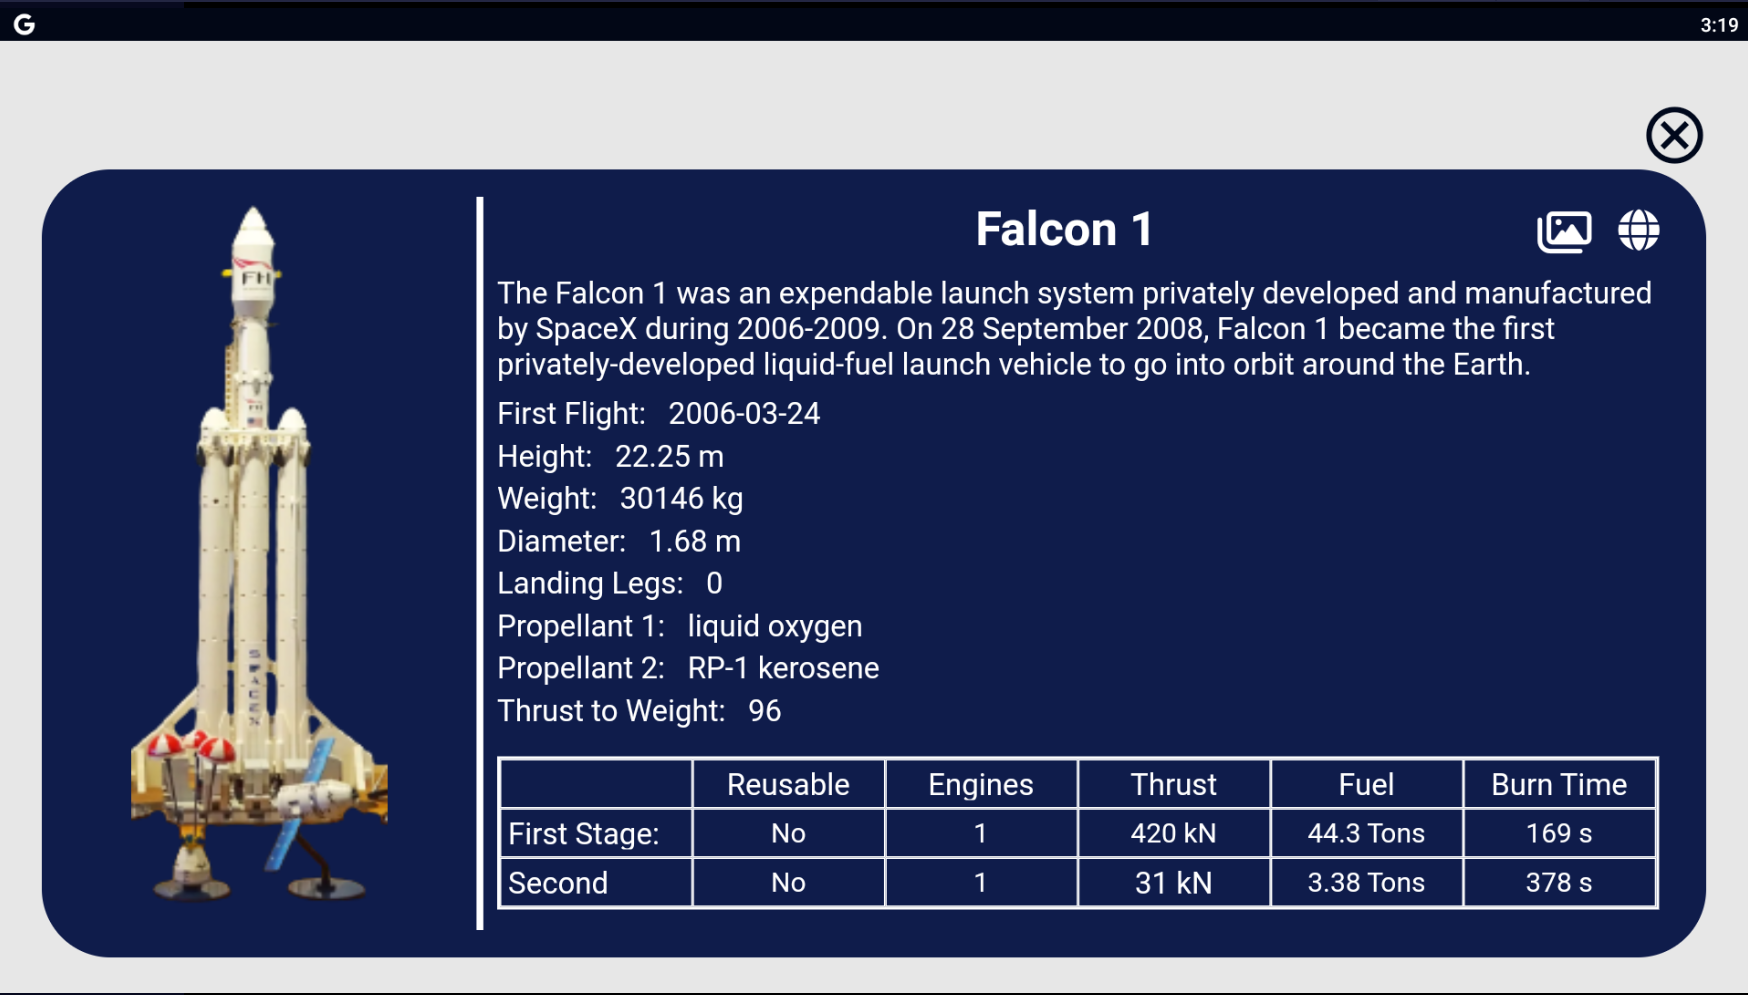 G
3:19
Falcon 1
The Falcon 1 was an expendable launch system privately developed and manufactured
by SpaceX during 2006-2009. On 28 September 2008, Falcon 1 became the first
privately-developed liquid-fuel launch vehicle to go into orbit around the Earth.
First Flight: 2006-03-24
Height: 22.25 m
Weight: 30146 kg
Diameter: 1.68 m
Landing Legs: 0
Propellant 1: liquid oxygen
Propellant 2: RP-1 kerosene
Thrust to Weight: 96
Reusable Engines Thrust Fuel Burn Time
First Stage: No 1 420 kN 44.3 Tons 169 s
Second No 1 31 kN 3.38 Tons 378 s
FH
FH
SPACEX